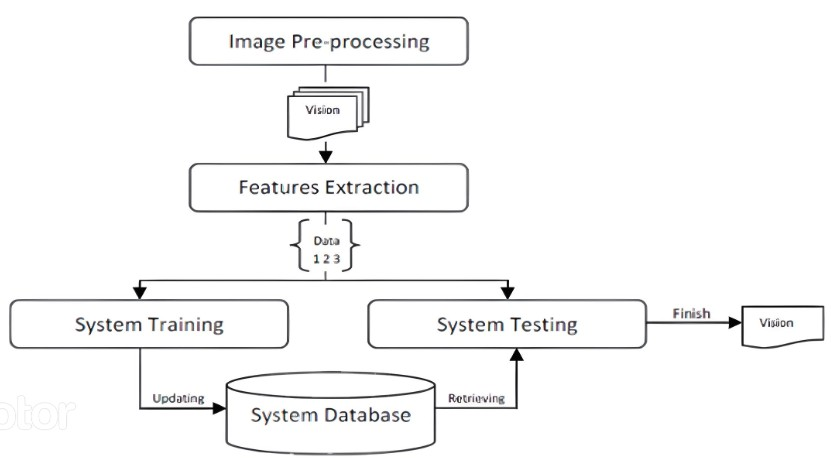 Image Pre-processing
Vision
Features Extraction
Data
1 2 3
System Training
System Testing
Finish
Vision
Updating
System Database
Retrieving
otor